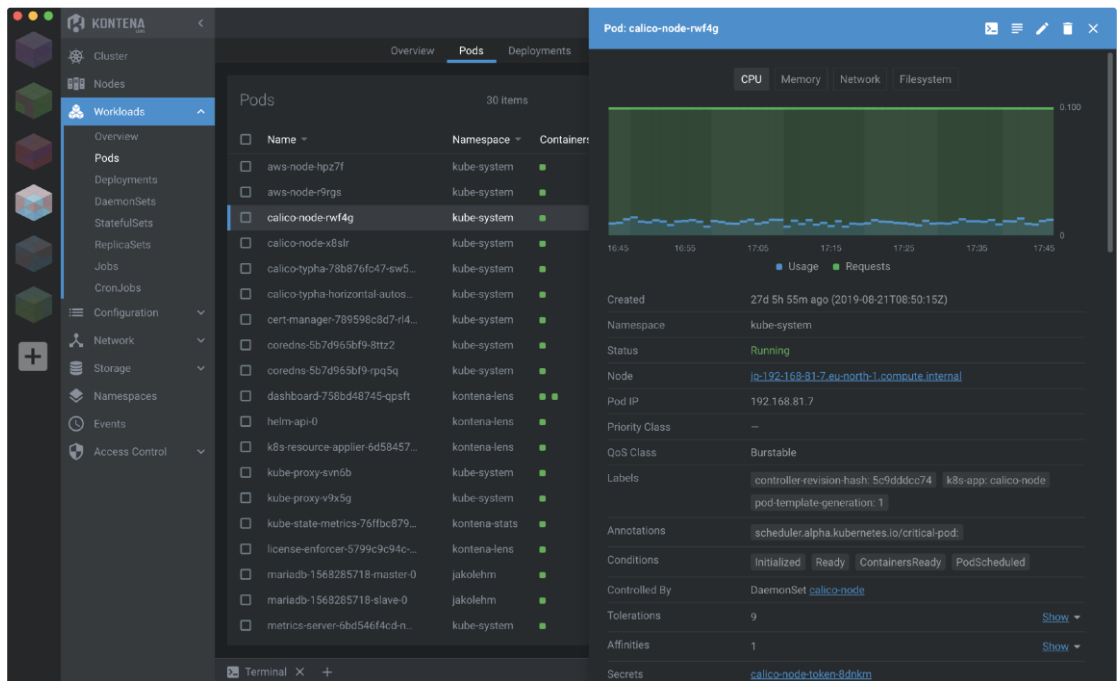 KONTENA
Cluster
Nodes
Workloads
Overview
Pods
Deployments
DaemonSets
StatefulSets
ReplicaSets
Jobs
CronJobs
Configuration
Network
Storage
Namespaces
Events
Access Control
Overview Pods Deployments
Pods 30 items
Name Namespace Containers
aws-node-hpz7f kube-system
aws-node-r9rgs kube-system
calico-node-rwf4g kube-system
calico-node-x8slr kube-system
calico-typha-78b876fc47-sw5... kube-system
calico-typha-horizontal-autos... kube-system
cert-manager-789598c8d7-rl4... kube-system
coredns-5b7d965bf9-8ttz2 kube-system
coredns-5b7d965bf9-rpq5q kube-system
dashboard-758bd48745-qpsft kontena-lens
helm-api-0 kontena-lens
k8s-resource-applier-6d58457... kontena-lens
kube-proxy-svn6b kube-system
kube-proxy-v9x5g kube-system
kube-state-metrics-76ffbc879... kontena-stats
license-enforcer-5799c9c94c-... kontena-lens
mariadb-1568285718-master-0 jakolehm
mariadb-1568285718-slave-0 jakolehm
metrics-server-6bd546f4cd-n... kube-system
Terminal
Pod: calico-node-rwf4g
CPU Memory Network Filesystem
0.100
0
16:45 16:55 17:05 17:15 17:25 17:35 17:45
Usage Requests
Created 27d 5h 55m ago (2019-08-21T08:50:15Z)
Namespace kube-system
Status Running
Node ip-192-168-81-7.eu-north-1.compute.internal
Pod IP 192.168.81.7
Priority Class —
QoS Class Burstable
Labels controller-revision-hash: 5c9dddcc74 k8s-app: calico-node
pod-template-generation: 1
Annotations scheduler.alpha.kubernetes.io/critical-pod:
Conditions Initialized Ready ContainersReady PodScheduled
Controlled By DaemonSet calico-node
Tolerations 9 Show
Affinities 1 Show
Secrets calico-node-token-8dnkm